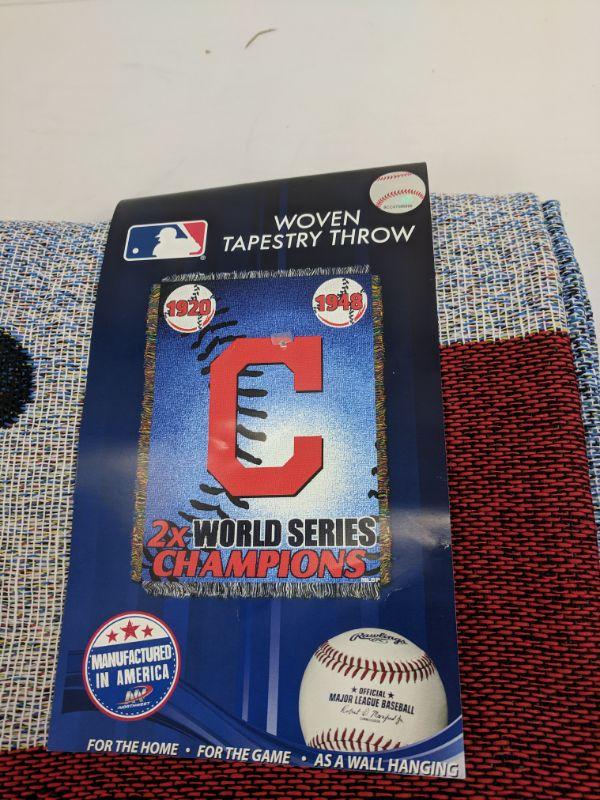 WOVEN
TAPESTRY THROW
1920
1948
C
2x WORLD SERIES
CHAMPIONS
MANUFACTURED
IN AMERICA
NORTHWEST
Rawlings
OFFICIAL
MAJOR LEAGUE BASEBALL
FOR THE HOME • FOR THE GAME • AS A WALL HANGING